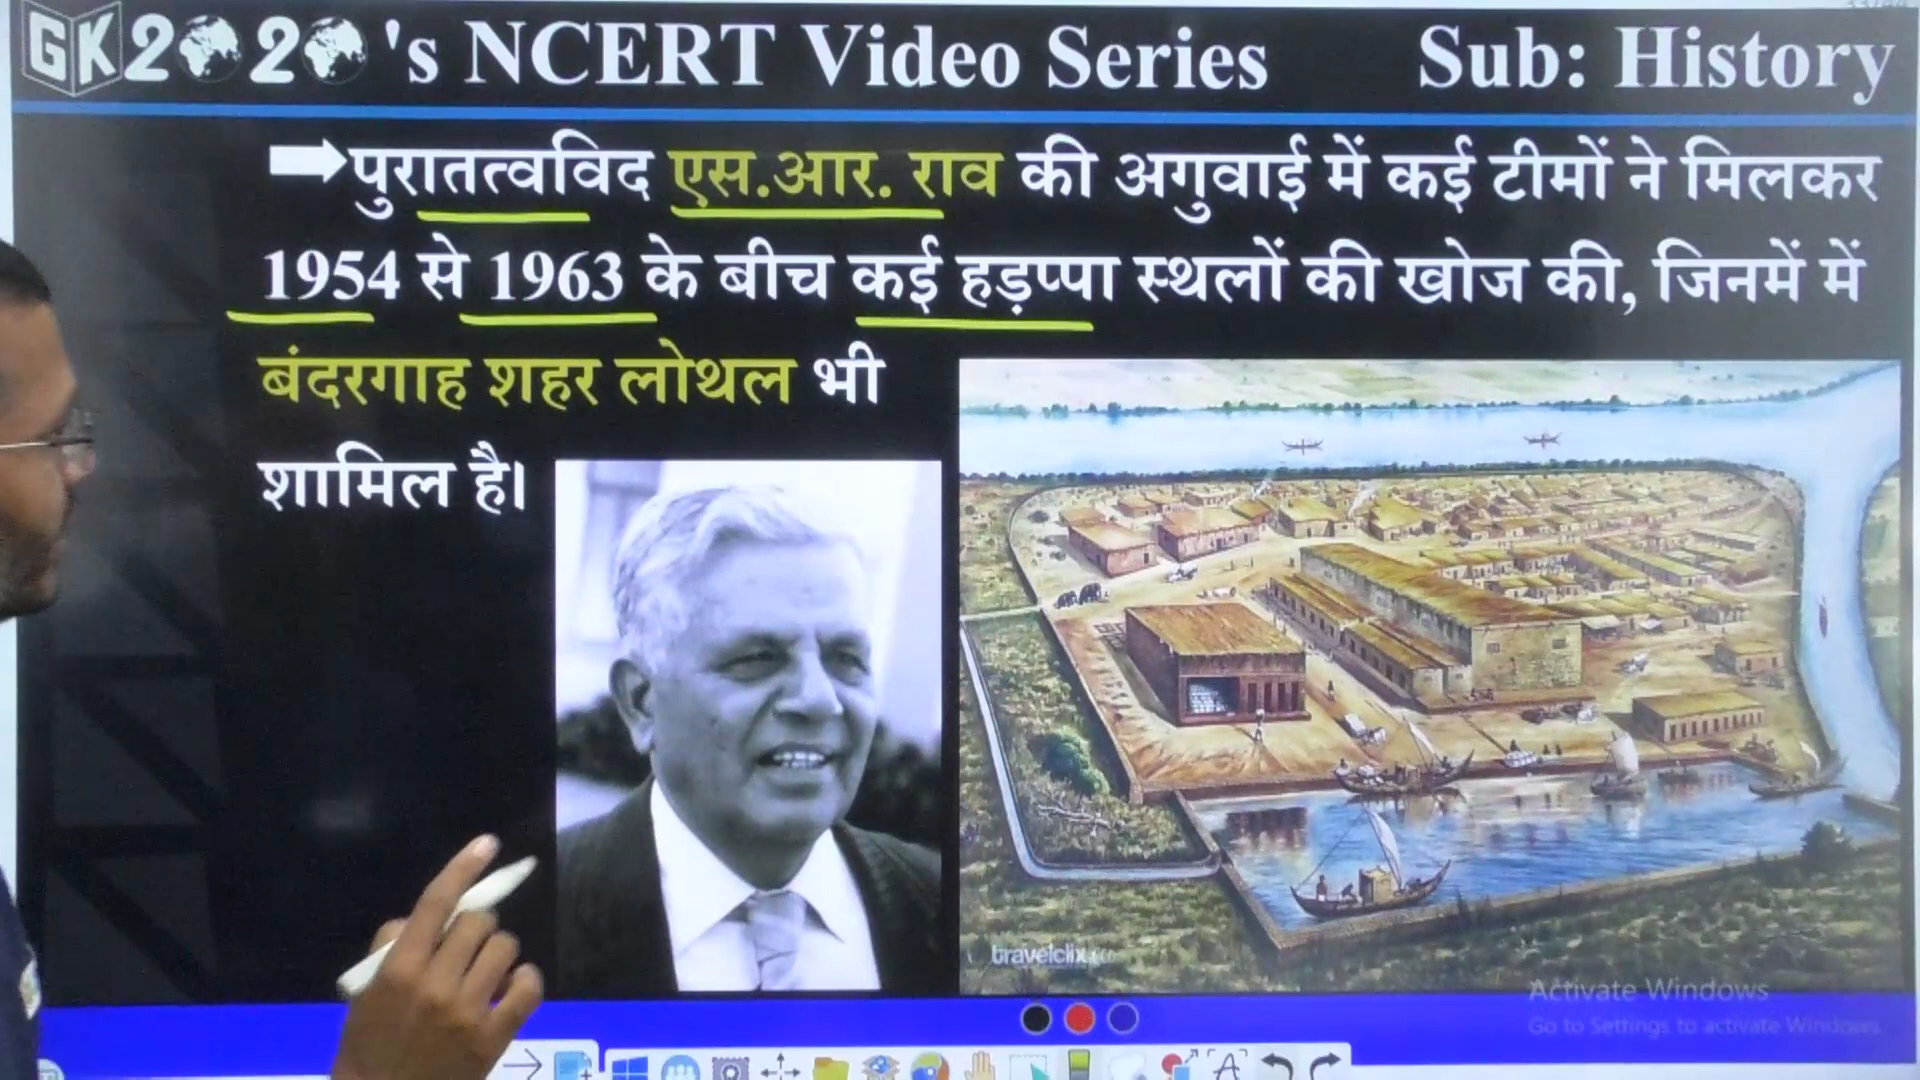 GK2020's NCERT Video Series Sub: History
➡पुरातत्वविद एस.आर. राव की अगुवाई में कई टीमों ने मिलकर
1954 से 1963 के बीच कई हड़प्पा स्थलों की खोज की, जिनमें में
बंदरगाह शहर लोथल भी
शामिल है।
travelclix
Activate Windows
Go to Settings to activate Windows.